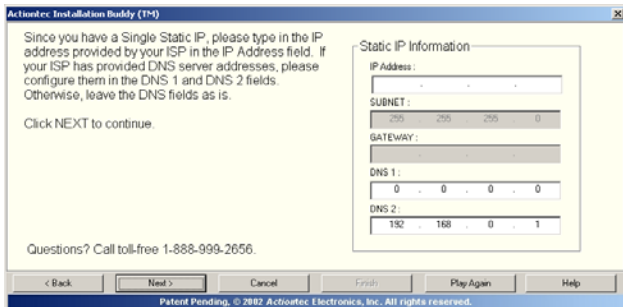 Actiontec Installation Buddy (TM)
Since you have a Single Static IP, please type in the IP
address provided by your ISP in the IP Address field. If
your ISP has provided DNS server addresses, please
configure them in the DNS 1 and DNS 2 fields.
Otherwise, leave the DNS fields as is.
Click NEXT to continue.
Questions? Call toll-free 1-888-999-2656.
Static IP Information
IP Address :
. . .
SUBNET :
255 . 255 . 255 . 0
GATEWAY :
. . .
DNS 1 :
0 . 0 . 0 . 0
DNS 2 :
192 . 168 . 0 . 1
< Back Next > Cancel Finish Play Again Help
Patent Pending, © 2002 Actiontec Electronics, Inc. All rights reserved.